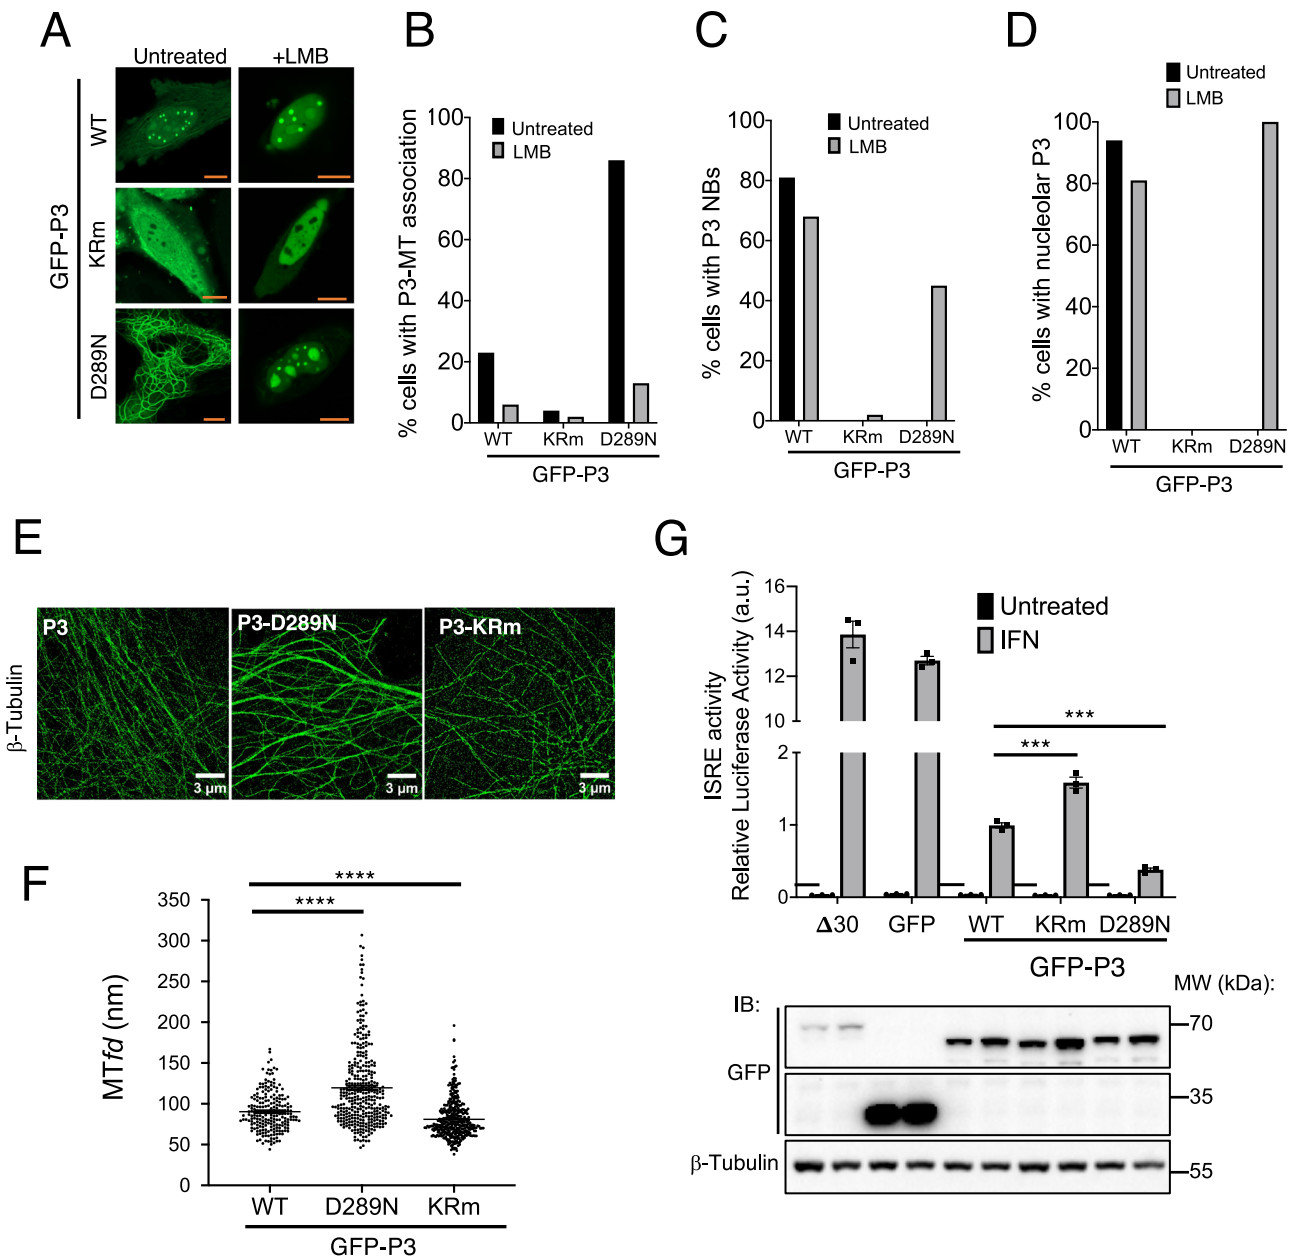 A
Untreated
+LMB
GFP-P3
WT
KRm
D289N
B
% cells with P3-MT association
100
80
60
40
20
0
Untreated
LMB
WT
KRm
D289N
GFP-P3
C
% cells with P3 NBs
100
80
60
40
20
0
Untreated
LMB
WT
KRm
D289N
GFP-P3
D
% cells with nucleolar P3
100
80
60
40
20
0
Untreated
LMB
WT
KRm
D289N
GFP-P3
E
β-Tubulin
P3
3 µm
P3-D289N
3 µm
P3-KRm
3 µm
F
MTfd (nm)
350
300
250
200
150
100
50
0
****
****
WT
D289N
KRm
GFP-P3
G
ISRE activity
Relative Luciferase Activity (a.u.)
16
14
12
10
2
1
0
Untreated
IFN
***
***
Δ30
GFP
WT
KRm
D289N
GFP-P3
MW (kDa):
IB:
GFP
70
35
β-Tubulin
55